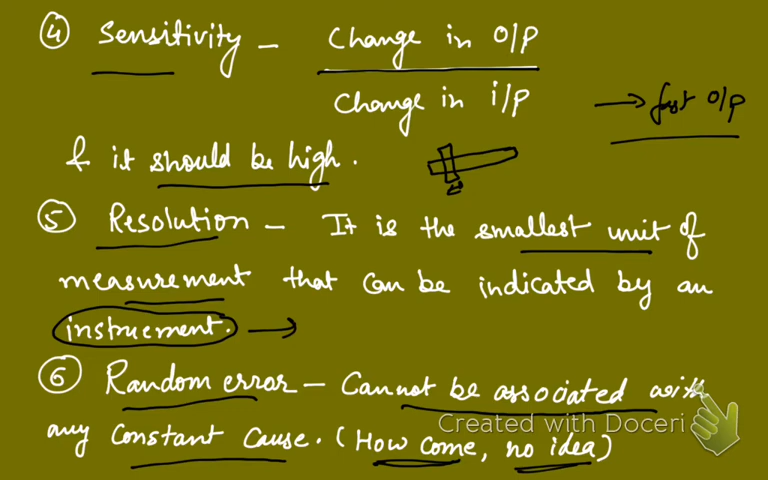 ④ Sensitivity - Change in O/P
Change in i/P
→ fast O/P
& it should be high.
⑤ Resolution - It is the smallest unit of
measurement that can be indicated by an
instruement. →
⑥ Random error - Cannot be associated with
any Constant Cause. (How come, no idea)
Created with Doceri